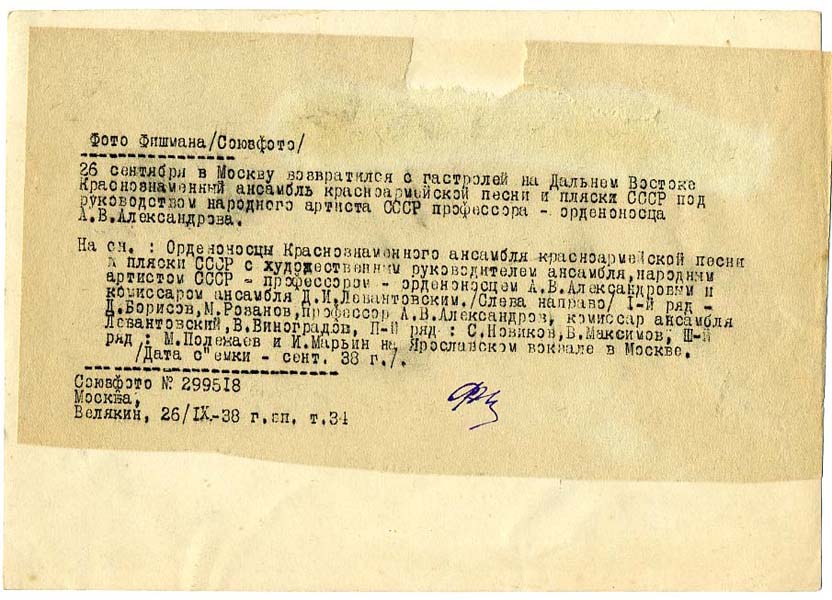 Фото Фишмана/Союзфото/
26 сентября в Москву возвратился с гастролей на Дальнем Востоке
Краснознаменный ансамбль красноармейской песни и пляски СССР под
руководством народного артиста СССР профессора - орденоносца
А.В.Александрова.
На сн. : Орденоносцы Краснознаменного ансамбля красноармейской песни
и пляски СССР с художественным руководителем ансамбля,народным
артистом СССР - профессором - орденоносцем А.В.Александровым и
комиссаром ансамбля Д.И.Левантовским./Слева направо/ I-й ряд -
Д.Борисов,М.Розанов,профессор А.В.Александров, комиссар ансамбля
Левантовский,В.Виноградов, П-й ряд : С.Новиков,В.Максимов, Ш-й
ряд : М.Полежаев и И.Марьин на Ярославском вокзале в Москве.
/Дата с"емки - сент. 38 г./.
Союзфото № 299518
Москва,
Велякин, 26/IX-38 г.эп. т.34